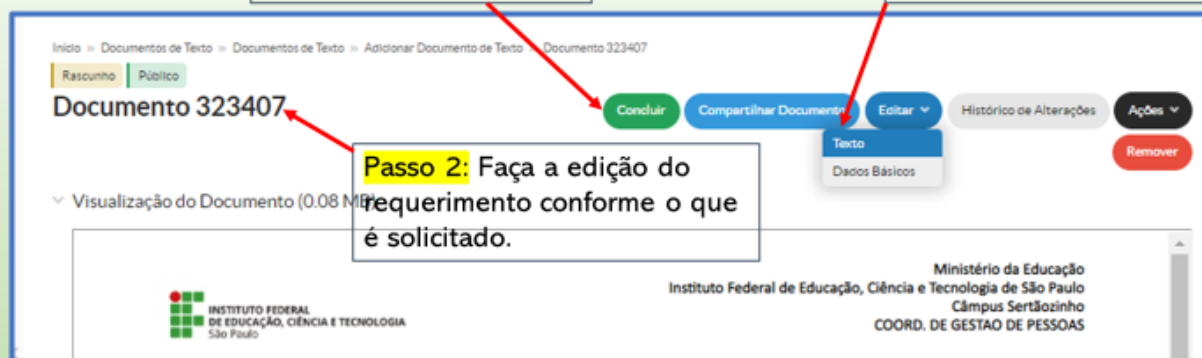 Início » Documentos de Texto » Documentos de Texto » Adicionar Documento de Texto » Documento 323407
Rascunho Público
Documento 323407
Concluir Compartilhar Documento Editar Histórico de Alterações Ações
Texto
Dados Básicos
Remover
Passo 2: Faça a edição do
requerimento conforme o que
é solicitado.
Visualização do Documento (0.08 MB)
Ministério da Educação
Instituto Federal de Educação, Ciência e Tecnologia de São Paulo
Câmpus Sertãozinho
COORD. DE GESTAO DE PESSOAS
INSTITUTO FEDERAL
DE EDUCAÇÃO, CIÊNCIA E TECNOLOGIA
São Paulo